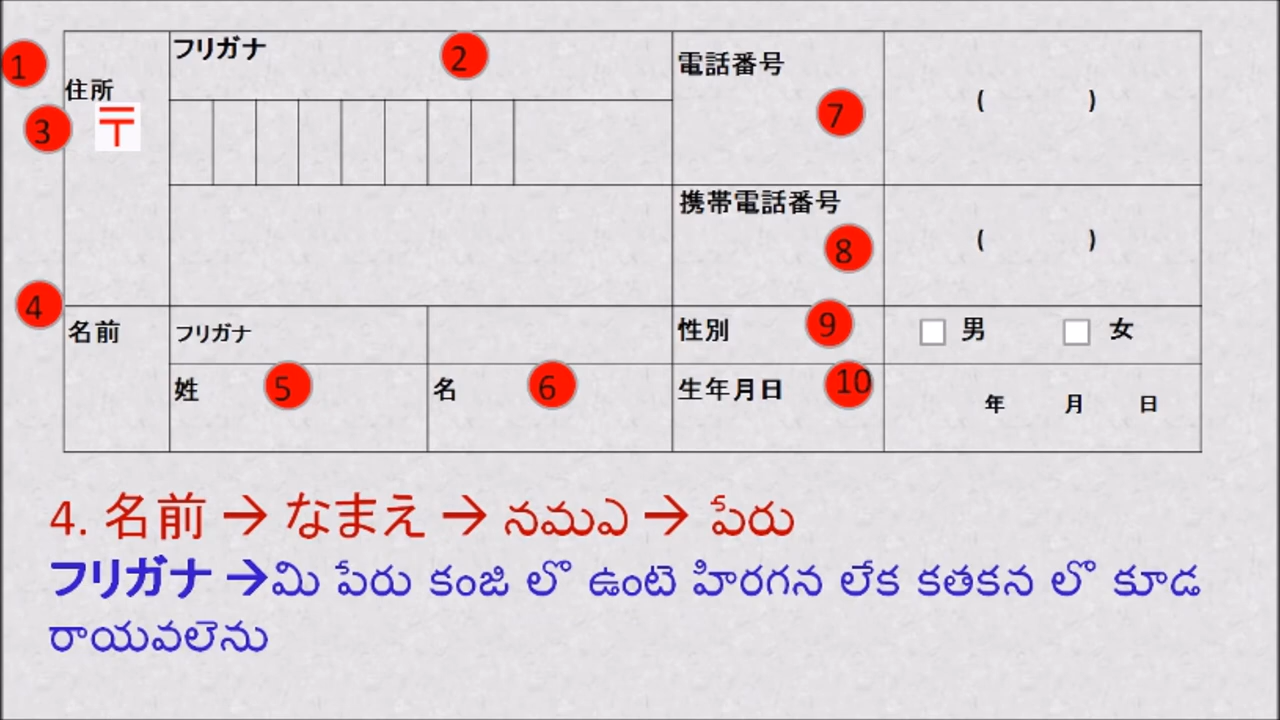 1
フリガナ
2
電話番号
住所
( )
3
〒
7
携帯電話番号
( )
8
4
名前
フリガナ
性別
9
男
女
姓
5
名
6
生年月日
10
年 月 日
4. 名前 → なまえ → నమఎ → పేరు
フリガナ →మి పేరు కంజి లొ ఉంటె హిరగన లేక కతకన లొ కూడ
రాయవలెను